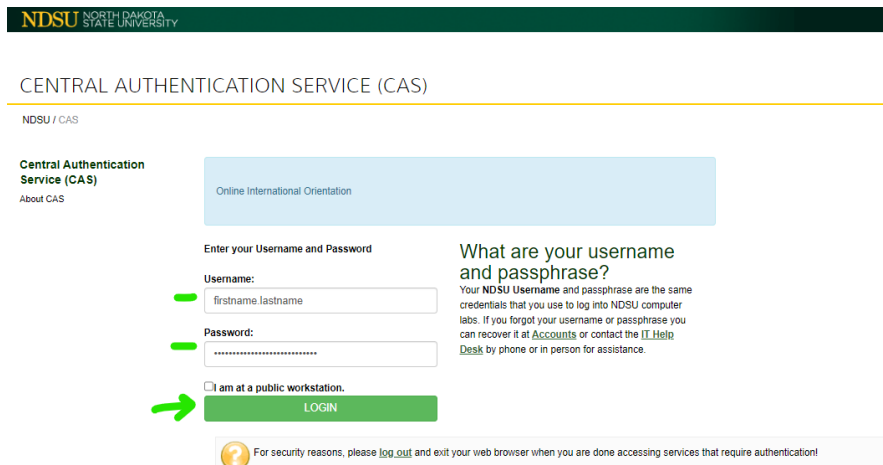 NDSU NORTH DAKOTA
STATE UNIVERSITY
CENTRAL AUTHENTICATION SERVICE (CAS)
NDSU / CAS
Central Authentication
Service (CAS)
About CAS
Online International Orientation
Enter your Username and Password
Username:
firstname.lastname
Password:
••••••••••••••••••••••••••••
I am at a public workstation.
LOGIN
What are your username
and passphrase?
Your NDSU Username and passphrase are the same
credentials that you use to log into NDSU computer
labs. If you forgot your username or passphrase you
can recover it at Accounts or contact the IT Help
Desk by phone or in person for assistance.
For security reasons, please log out and exit your web browser when you are done accessing services that require authentication!